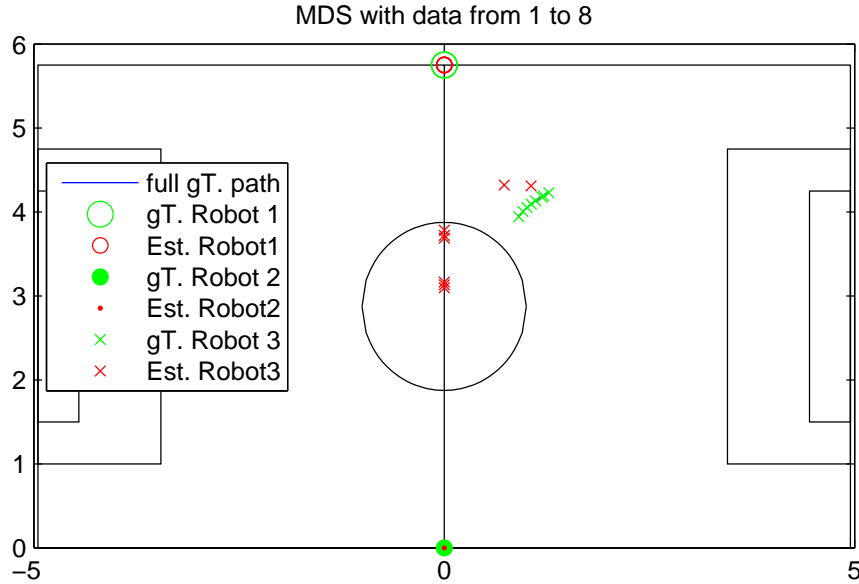 MDS with data from 1 to 8
6
5
4
3
2
1
0
full gT. path
gT. Robot 1
Est. Robot1
gT. Robot 2
Est. Robot2
gT. Robot 3
Est. Robot3
−5
0
5